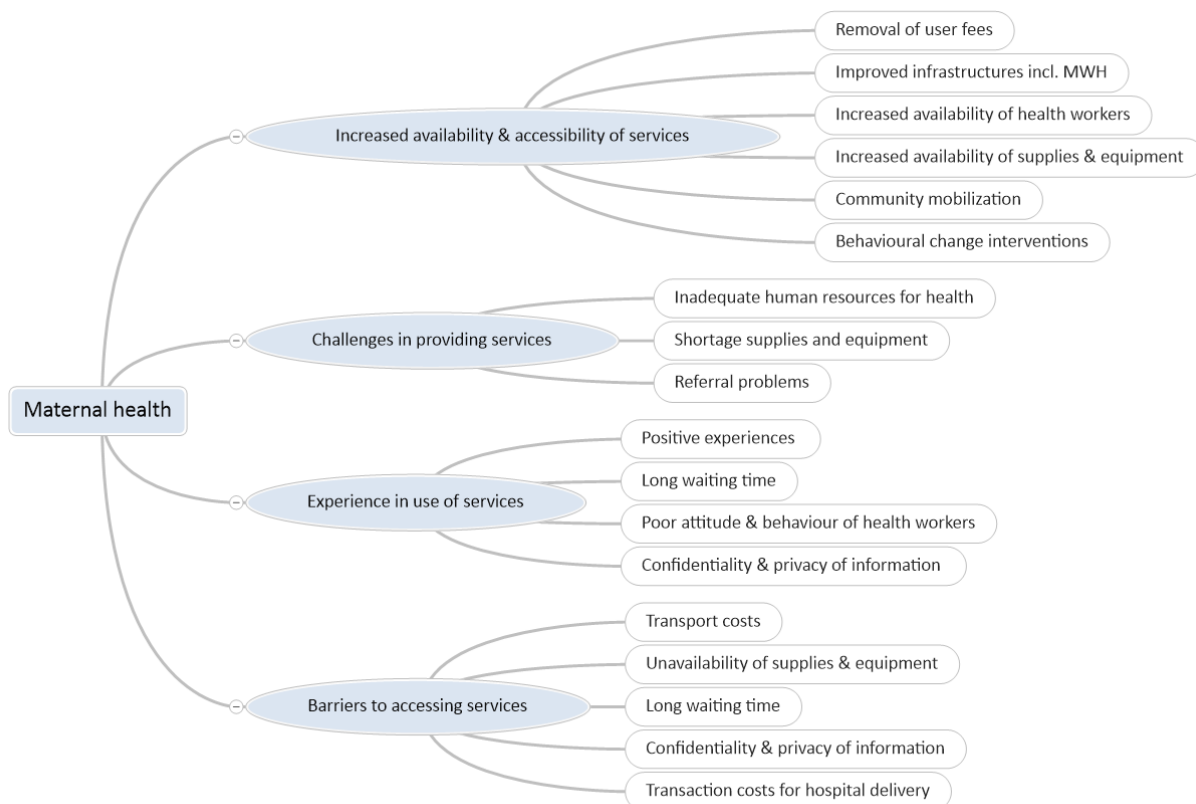 Removal of user fees
Improved infrastructures incl. MWH
Increased availability of health workers
Increased availability & accessibility of services
Increased availability of supplies & equipment
Community mobilization
Behavioural change interventions
Inadequate human resources for health
Challenges in providing services
Shortage supplies and equipment
Referral problems
Maternal health
Positive experiences
Long waiting time
Experience in use of services
Poor attitude & behaviour of health workers
Confidentiality & privacy of information
Transport costs
Unavailability of supplies & equipment
Barriers to accessing services
Long waiting time
Confidentiality & privacy of information
Transaction costs for hospital delivery